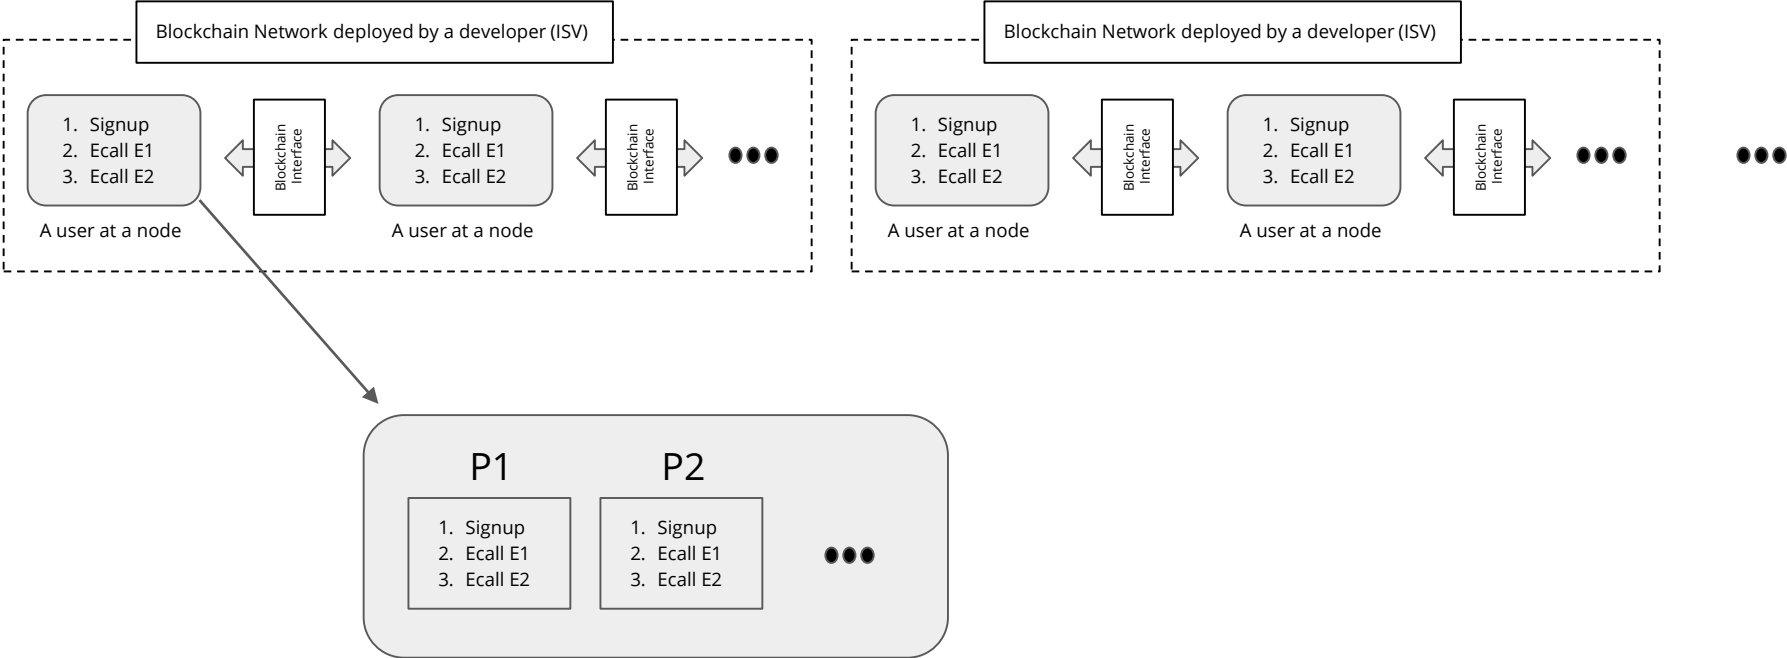 Blockchain Network deployed by a developer (ISV)
1. Signup
2. Ecall E1
3. Ecall E2
A user at a node
Blockchain
Interface
1. Signup
2. Ecall E1
3. Ecall E2
A user at a node
Blockchain
Interface
Blockchain Network deployed by a developer (ISV)
1. Signup
2. Ecall E1
3. Ecall E2
A user at a node
Blockchain
Interface
1. Signup
2. Ecall E1
3. Ecall E2
A user at a node
Blockchain
Interface
P1
1. Signup
2. Ecall E1
3. Ecall E2
P2
1. Signup
2. Ecall E1
3. Ecall E2